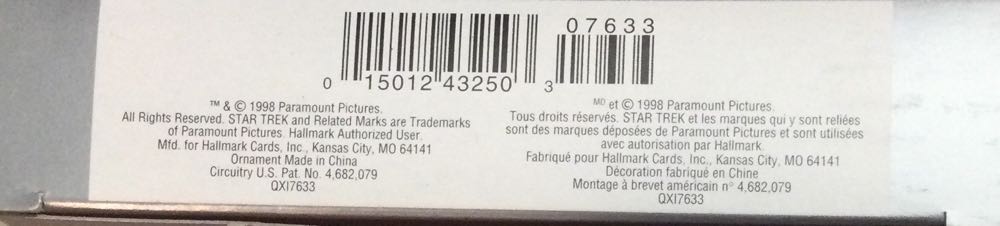 07633
0 15012 43250 3
™ & © 1998 Paramount Pictures.
All Rights Reserved. STAR TREK and Related Marks are Trademarks
of Paramount Pictures. Hallmark Authorized User.
Mfd. for Hallmark Cards, Inc., Kansas City, MO 64141
Ornament Made in China
Circuitry U.S. Pat. No. 4,682,079
QXI7633
MD et © 1998 Paramount Pictures.
Tous droits réservés. STAR TREK et les marques qui y sont reliées
sont des marques déposées de Paramount Pictures et sont utilisées
avec autorisation par Hallmark.
Fabriqué pour Hallmark Cards, Inc., Kansas City, MO 64141
Décoration fabriqué en Chine
Montage à brevet américain n° 4,682,079
QXI7633